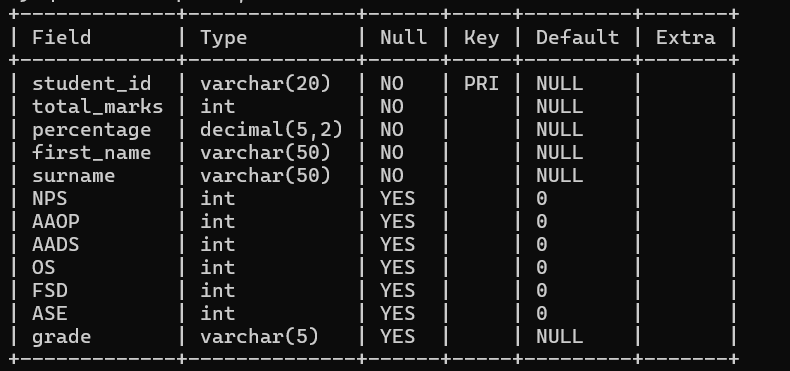 +-------------+--------------+------+-----+---------+-------+
| Field       | Type         | Null | Key | Default | Extra |
+-------------+--------------+------+-----+---------+-------+
| student_id  | varchar(20)  | NO   | PRI | NULL    |       |
| total_marks | int          | NO   |     | NULL    |       |
| percentage  | decimal(5,2) | NO   |     | NULL    |       |
| first_name  | varchar(50)  | NO   |     | NULL    |       |
| surname     | varchar(50)  | NO   |     | NULL    |       |
| NPS         | int          | YES  |     | 0       |       |
| AAOP        | int          | YES  |     | 0       |       |
| AADS        | int          | YES  |     | 0       |       |
| OS          | int          | YES  |     | 0       |       |
| FSD         | int          | YES  |     | 0       |       |
| ASE         | int          | YES  |     | 0       |       |
| grade       | varchar(5)   | YES  |     | NULL    |       |
+-------------+--------------+------+-----+---------+-------+